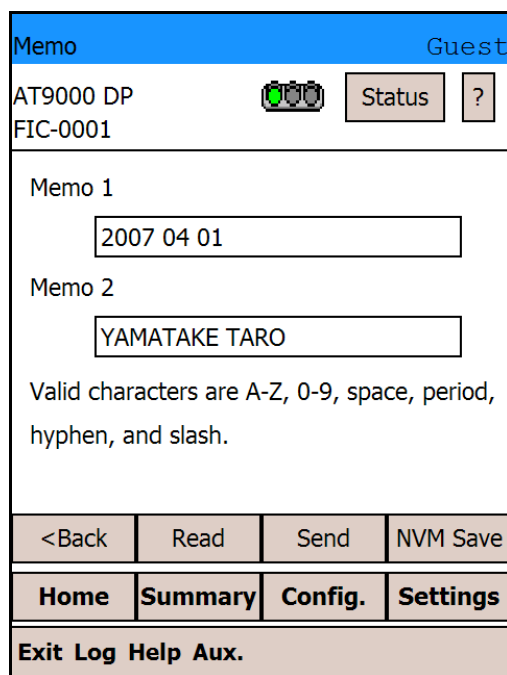 Memo Guest
AT9000 DP
FIC-0001
Status ?
Memo 1
2007 04 01
Memo 2
YAMATAKE TARO
Valid characters are A-Z, 0-9, space, period,
hyphen, and slash.
<Back Read Send NVM Save
Home Summary Config. Settings
Exit Log Help Aux.